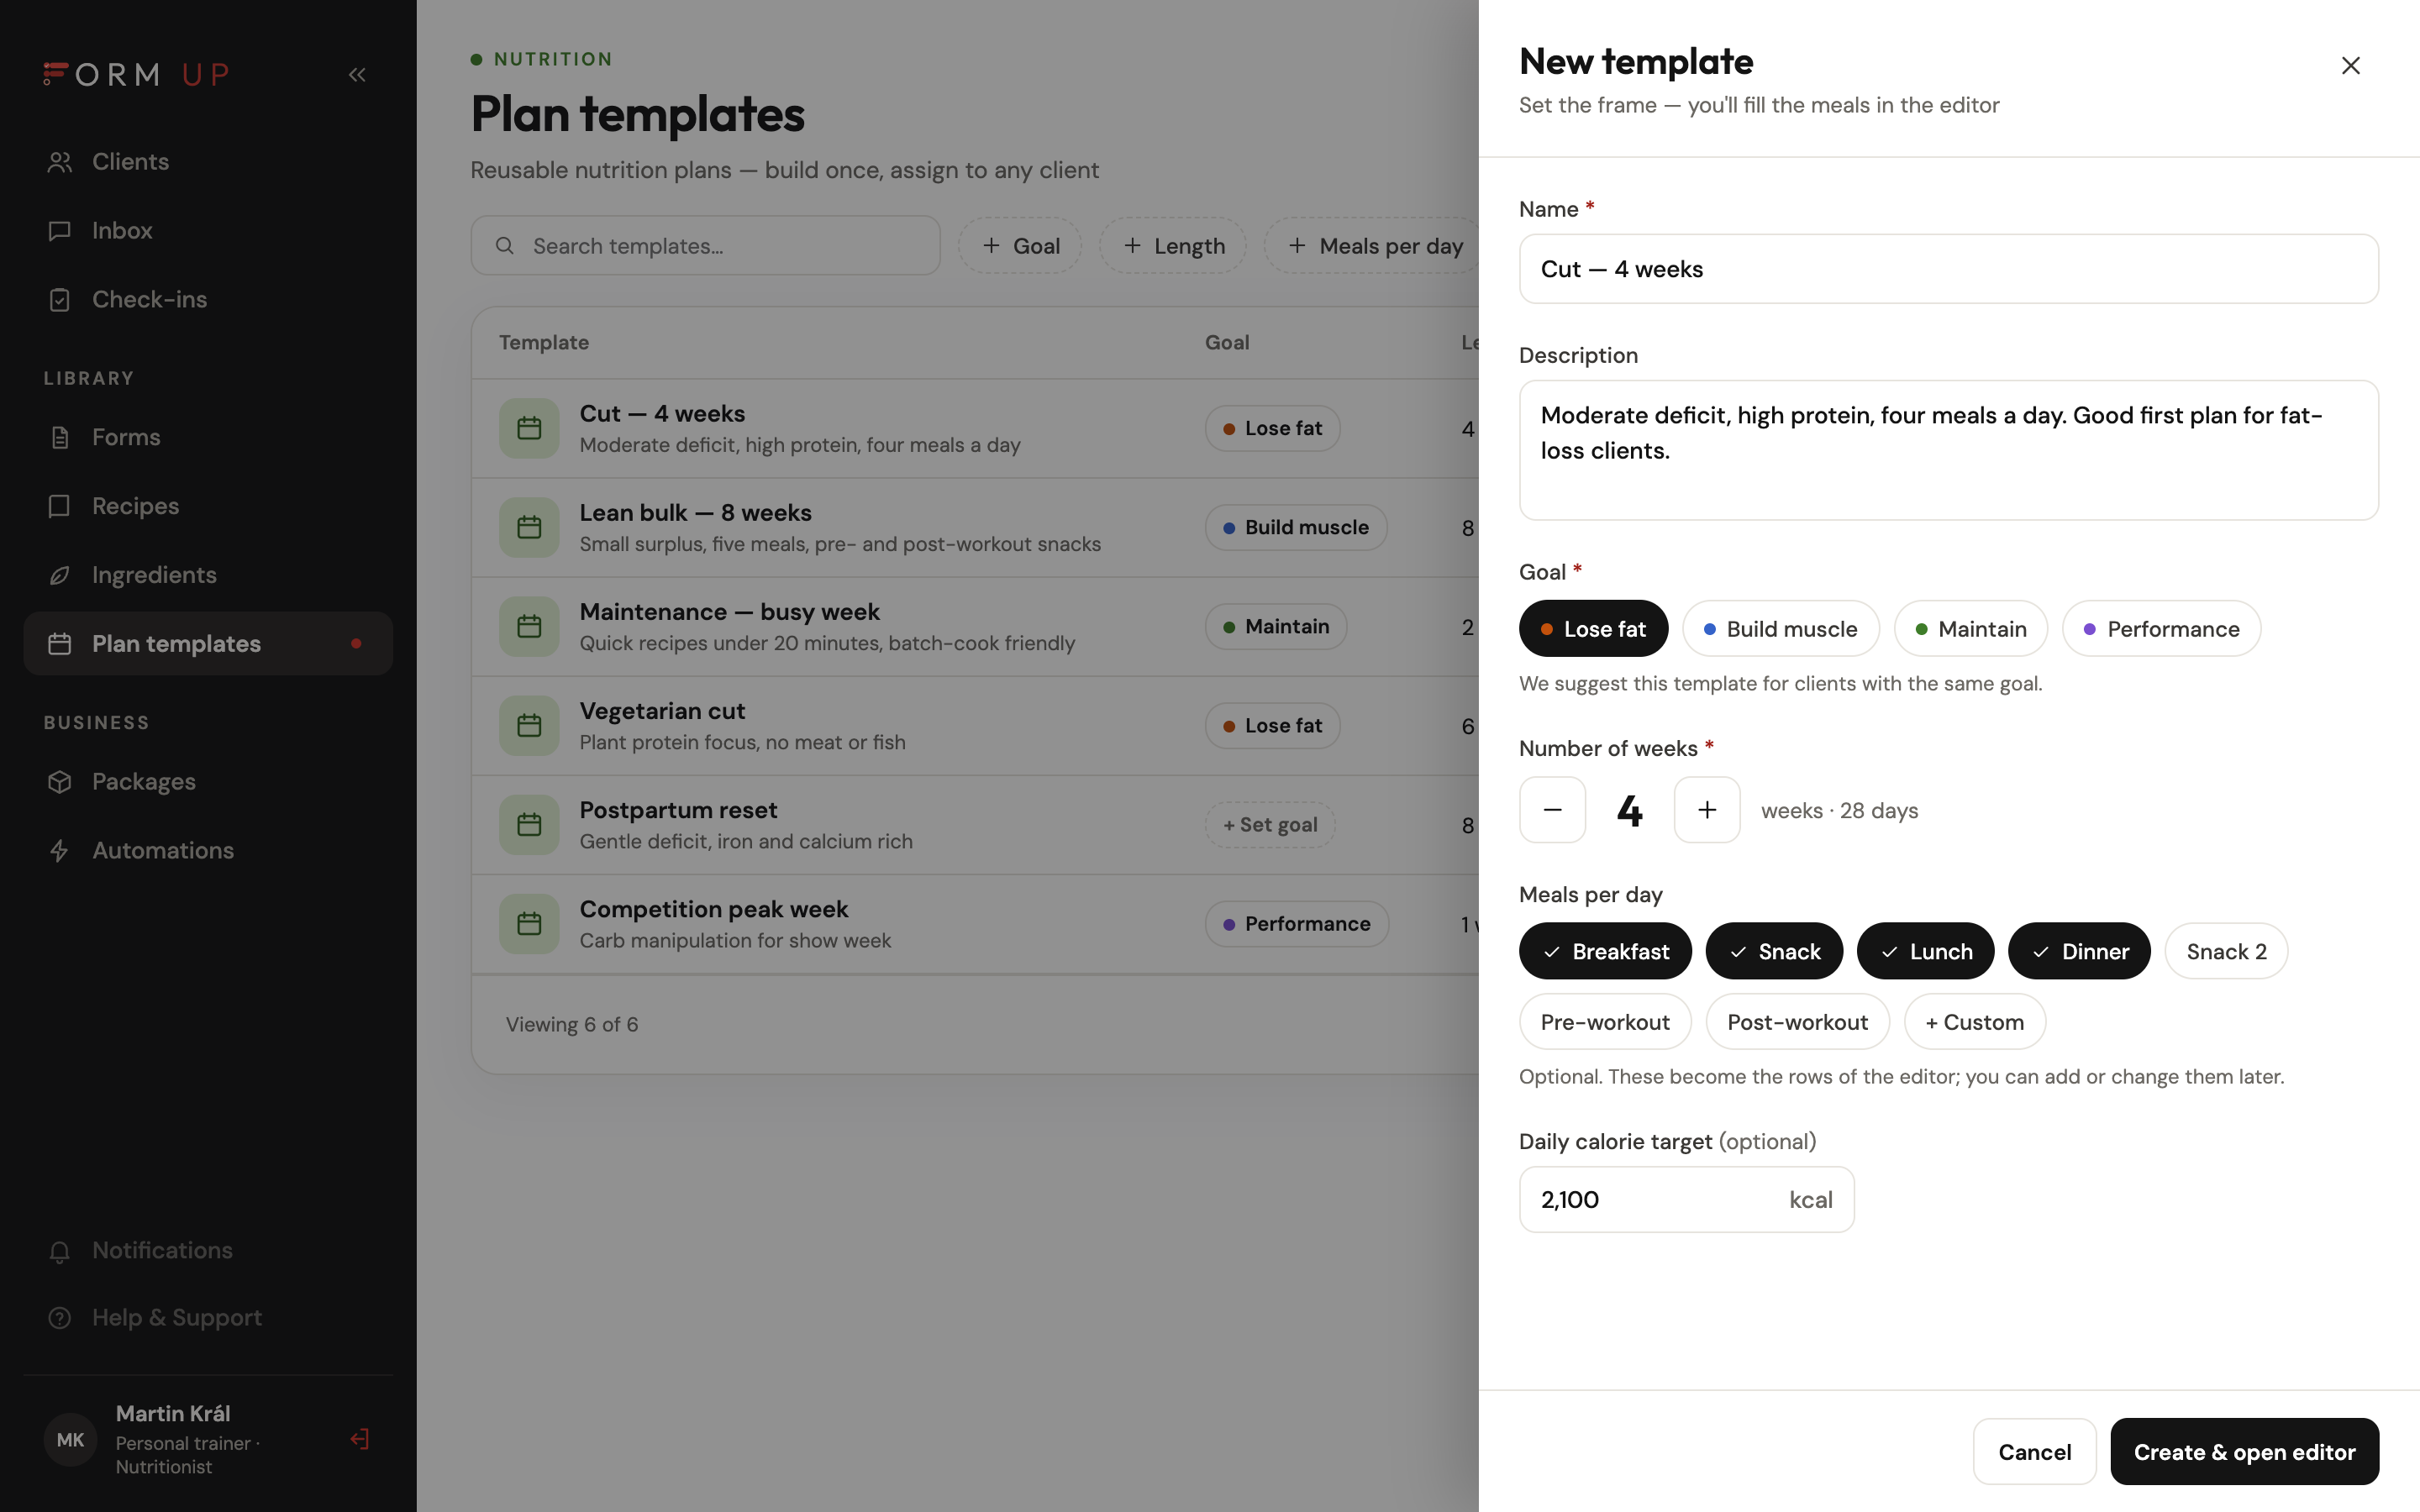 FORM UP
Clients
Inbox
Check-ins
LIBRARY
Forms
Recipes
Ingredients
Plan templates
BUSINESS
Packages
Automations
Notifications
Help & Support
MK
Martin Král
Personal trainer ·
Nutritionist
NUTRITION
Plan templates
Reusable nutrition plans — build once, assign to any client
Search templates...
+ Goal
+ Length
+ Meals per day
Template Goal
Cut — 4 weeks
Moderate deficit, high protein, four meals a day
Lose fat
4
Lean bulk — 8 weeks
Small surplus, five meals, pre- and post-workout snacks
Build muscle
8
Maintenance — busy week
Quick recipes under 20 minutes, batch-cook friendly
Maintain
2
Vegetarian cut
Plant protein focus, no meat or fish
Lose fat
6
Postpartum reset
Gentle deficit, iron and calcium rich
+ Set goal
8
Competition peak week
Carb manipulation for show week
Performance
1
Viewing 6 of 6
New template
Set the frame — you'll fill the meals in the editor
Name *
Cut — 4 weeks
Description
Moderate deficit, high protein, four meals a day. Good first plan for fat-
loss clients.
Goal *
Lose fat
Build muscle
Maintain
Performance
We suggest this template for clients with the same goal.
Number of weeks *
4
weeks · 28 days
Meals per day
Breakfast
Snack
Lunch
Dinner
Snack 2
Pre-workout
Post-workout
+ Custom
Optional. These become the rows of the editor; you can add or change them later.
Daily calorie target (optional)
2,100 kcal
Cancel
Create & open editor